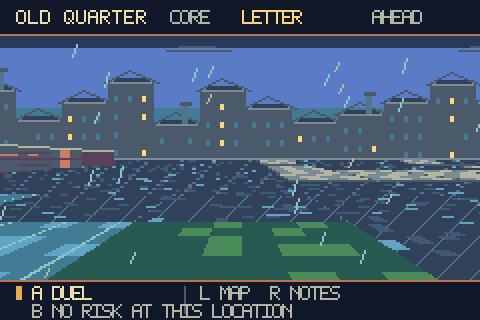 OLD QUARTER CORE LETTER AHEAD
A DUEL | L MAP R NOTES
B NO RISK AT THIS LOCATION